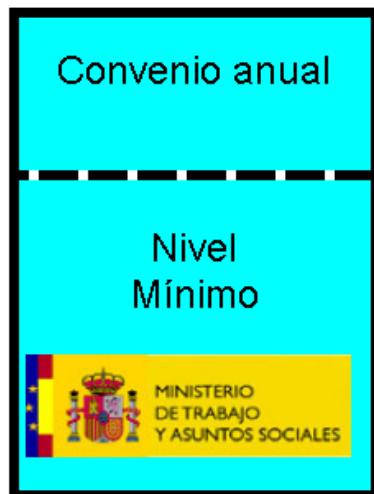 Convenio anual
Nivel
Mínimo
MINISTERIO
DE TRABAJO
Y ASUNTOS SOCIALES